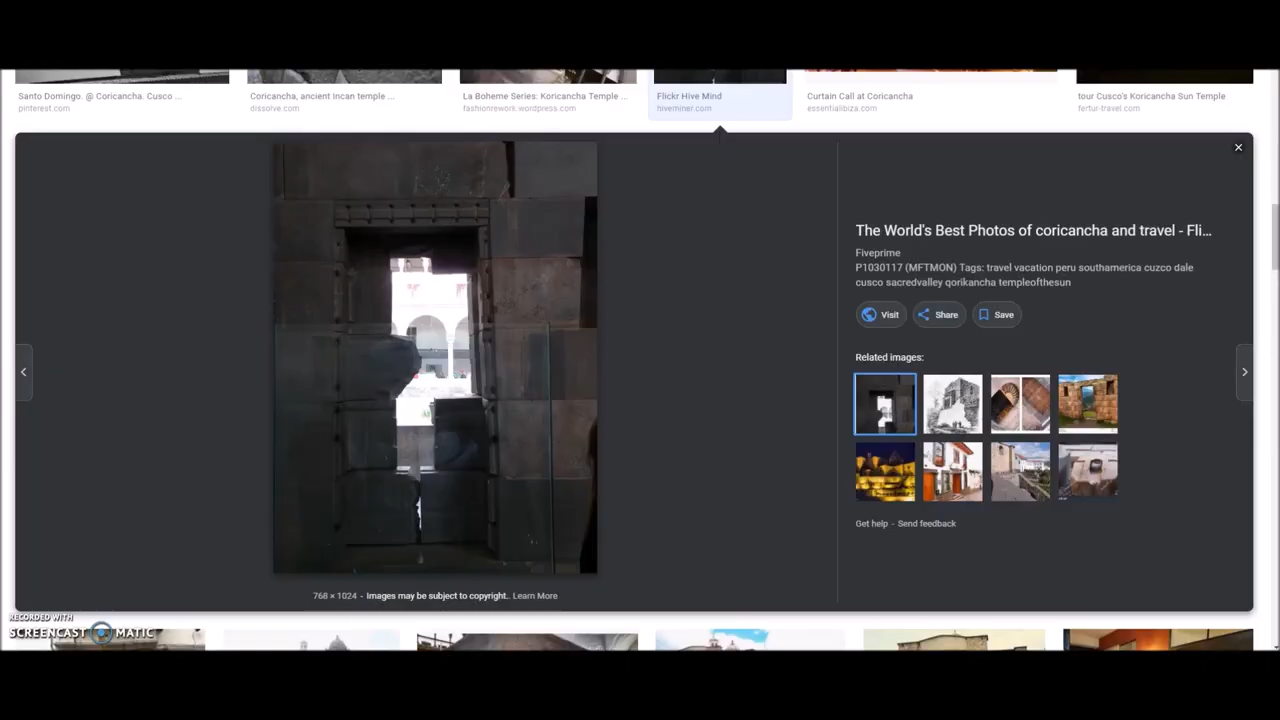 Santo Domingo. @ Coricancha. Cusco ...
pinterest.com
Coricancha, ancient Incan temple ...
dissolve.com
La Boheme Series: Koricancha Temple ...
fashionrework.wordpress.com
Flickr Hive Mind
hiveminer.com
Curtain Call at Coricancha
essentialibiza.com
tour Cusco's Koricancha Sun Temple
fertur-travel.com
The World's Best Photos of coricancha and travel - Fli...
Fiveprime
P1030117 (MFTMON) Tags: travel vacation peru southamerica cuzco dale
cusco sacredvalley qorikancha templeofthesun
Visit
Share
Save
Related images:
Get help - Send feedback
768 × 1024 - Images may be subject to copyright. Learn More
RECORDED WITH
SCREENCAST MATIC